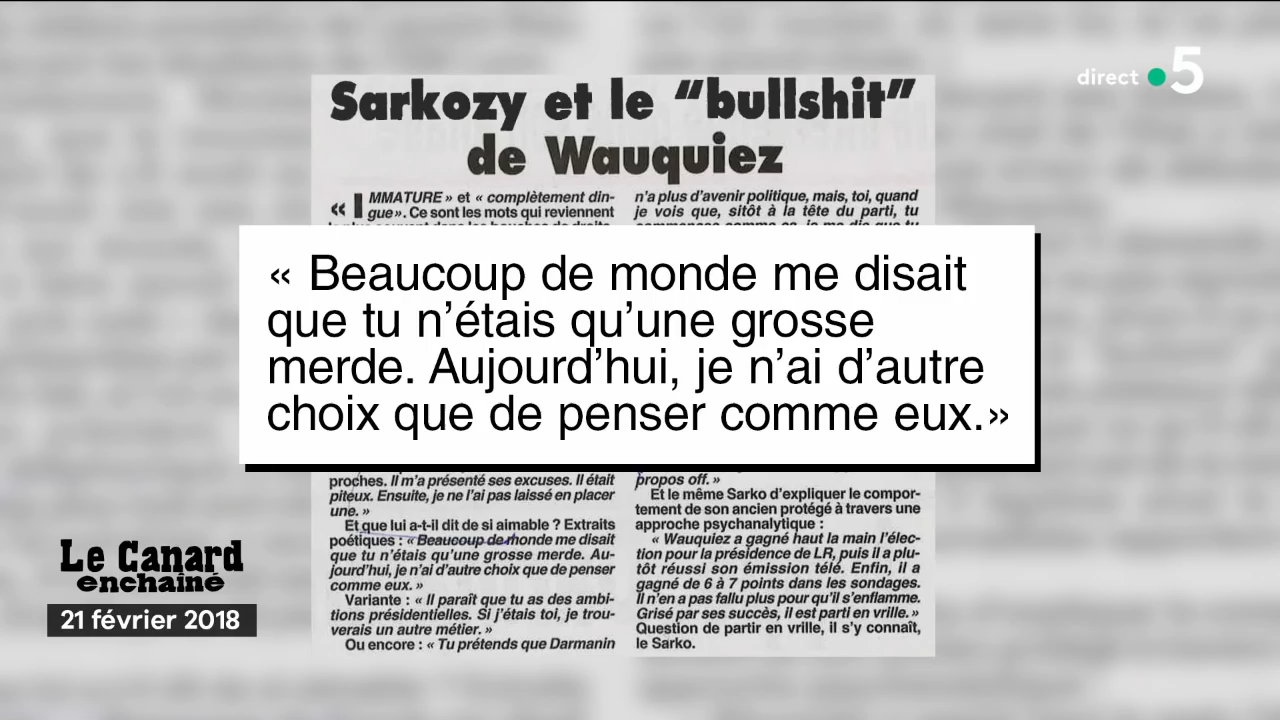 direct 5
Sarkozy et le “bullshit”
de Wauquiez
« IMMATURE » et « complètement din-
gue ». Ce sont les mots qui reviennent
n’a plus d’avenir politique, mais, toi, quand
je vois que, sitôt à la tête du parti, tu
« Beaucoup de monde me disait
que tu n’étais qu’une grosse
merde. Aujourd’hui, je n’ai d’autre
choix que de penser comme eux.»
proches. Il m’a présenté ses excuses. Il était
piteux. Ensuite, je ne l’ai pas laissé en placer
une. »
Et que lui a-t-il dit de si aimable ? Extraits
poétiques : « Beaucoup de monde me disait
que tu n’étais qu’une grosse merde. Au-
jourd’hui, je n’ai d’autre choix que de penser
comme eux. »
Variante : « Il paraît que tu as des ambi-
tions présidentielles. Si j’étais toi, je trou-
verais un autre métier. »
Ou encore : « Tu prétends que Darmanin
propos off. »
Et le même Sarko d’expliquer le compor-
tement de son ancien protégé à travers une
approche psychanalytique :
« Wauquiez a gagné haut la main l’élec-
tion pour la présidence de LR, puis il a plu-
tôt réussi son émission télé. Enfin, il a
gagné de 6 à 7 points dans les sondages.
Il n’en a pas fallu plus pour qu’il s’enflamme.
Grisé par ses succès, il est parti en vrille. »
Question de partir en vrille, il s’y connaît,
le Sarko.
Le Canard
enchaîné
21 février 2018